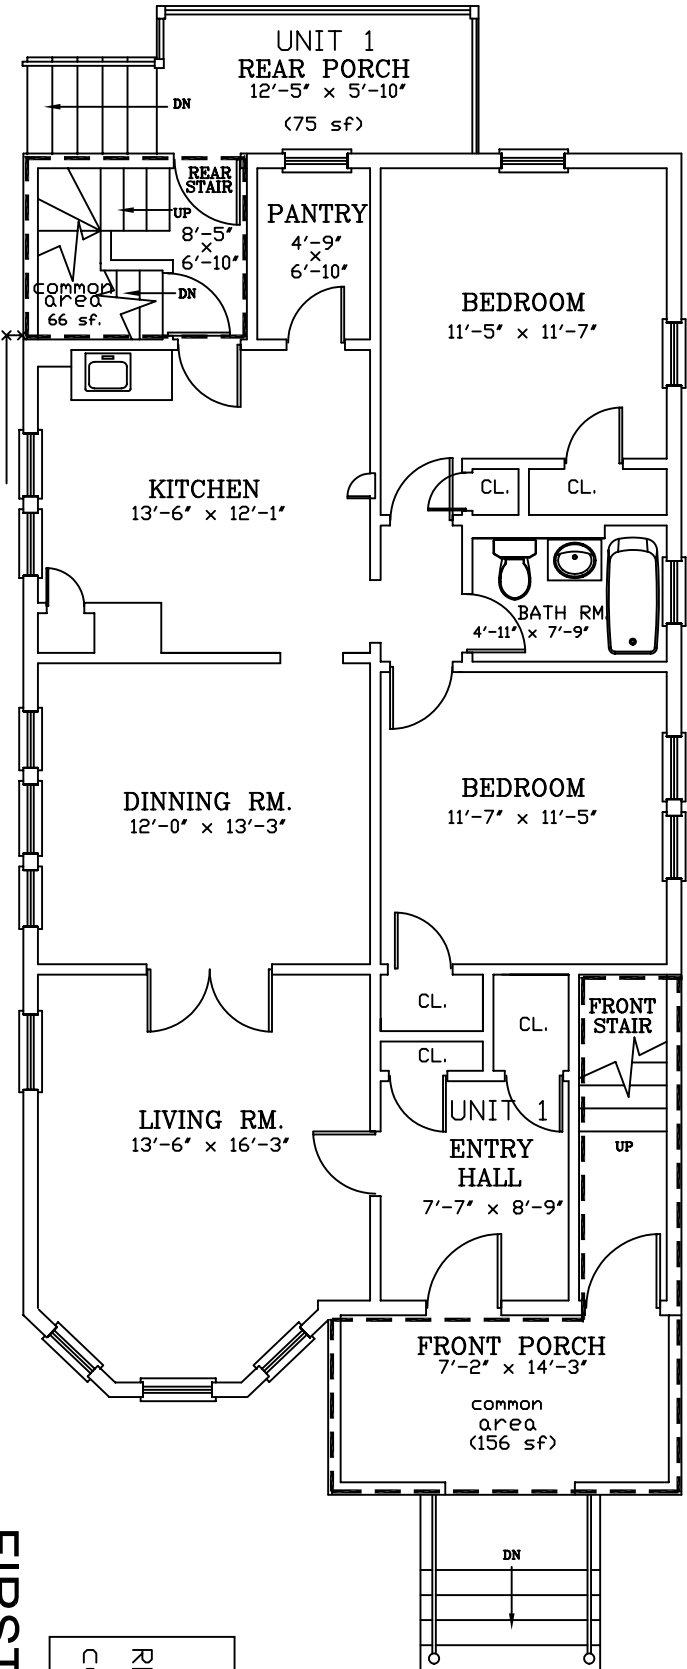 UNIT 1
REAR PORCH
12'-5" x 5'-10"
(75 sf)
DN
REAR
STAIR
UP
8'-5"
x
6'-10"
DN
common
area
66 sf.
PANTRY
4'-9"
x
6'-10"
BEDROOM
11'-5" x 11'-7"
KITCHEN
13'-6" x 12'-1"
CL.
CL.
BATH RM.
4'-11" x 7'-9"
DINNING RM.
12'-0" x 13'-3"
BEDROOM
11'-7" x 11'-5"
CL.
CL.
CL.
FRONT
STAIR
UP
LIVING RM.
13'-6" x 16'-3"
UNIT 1
ENTRY
HALL
7'-7" x 8'-9"
FRONT PORCH
7'-2" x 14'-3"
common
area
(156 sf)
DN
FIRST